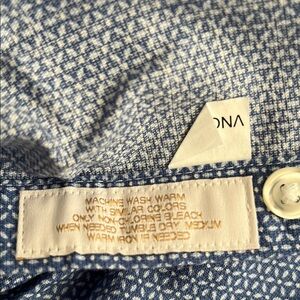 ONA
MACHINE WASH WARM
WITH SIMILAR COLORS
ONLY NON-CHLORINE BLEACH
WHEN NEEDED TUMBLE DRY MEDIUM
WARM IRON IF NEEDED